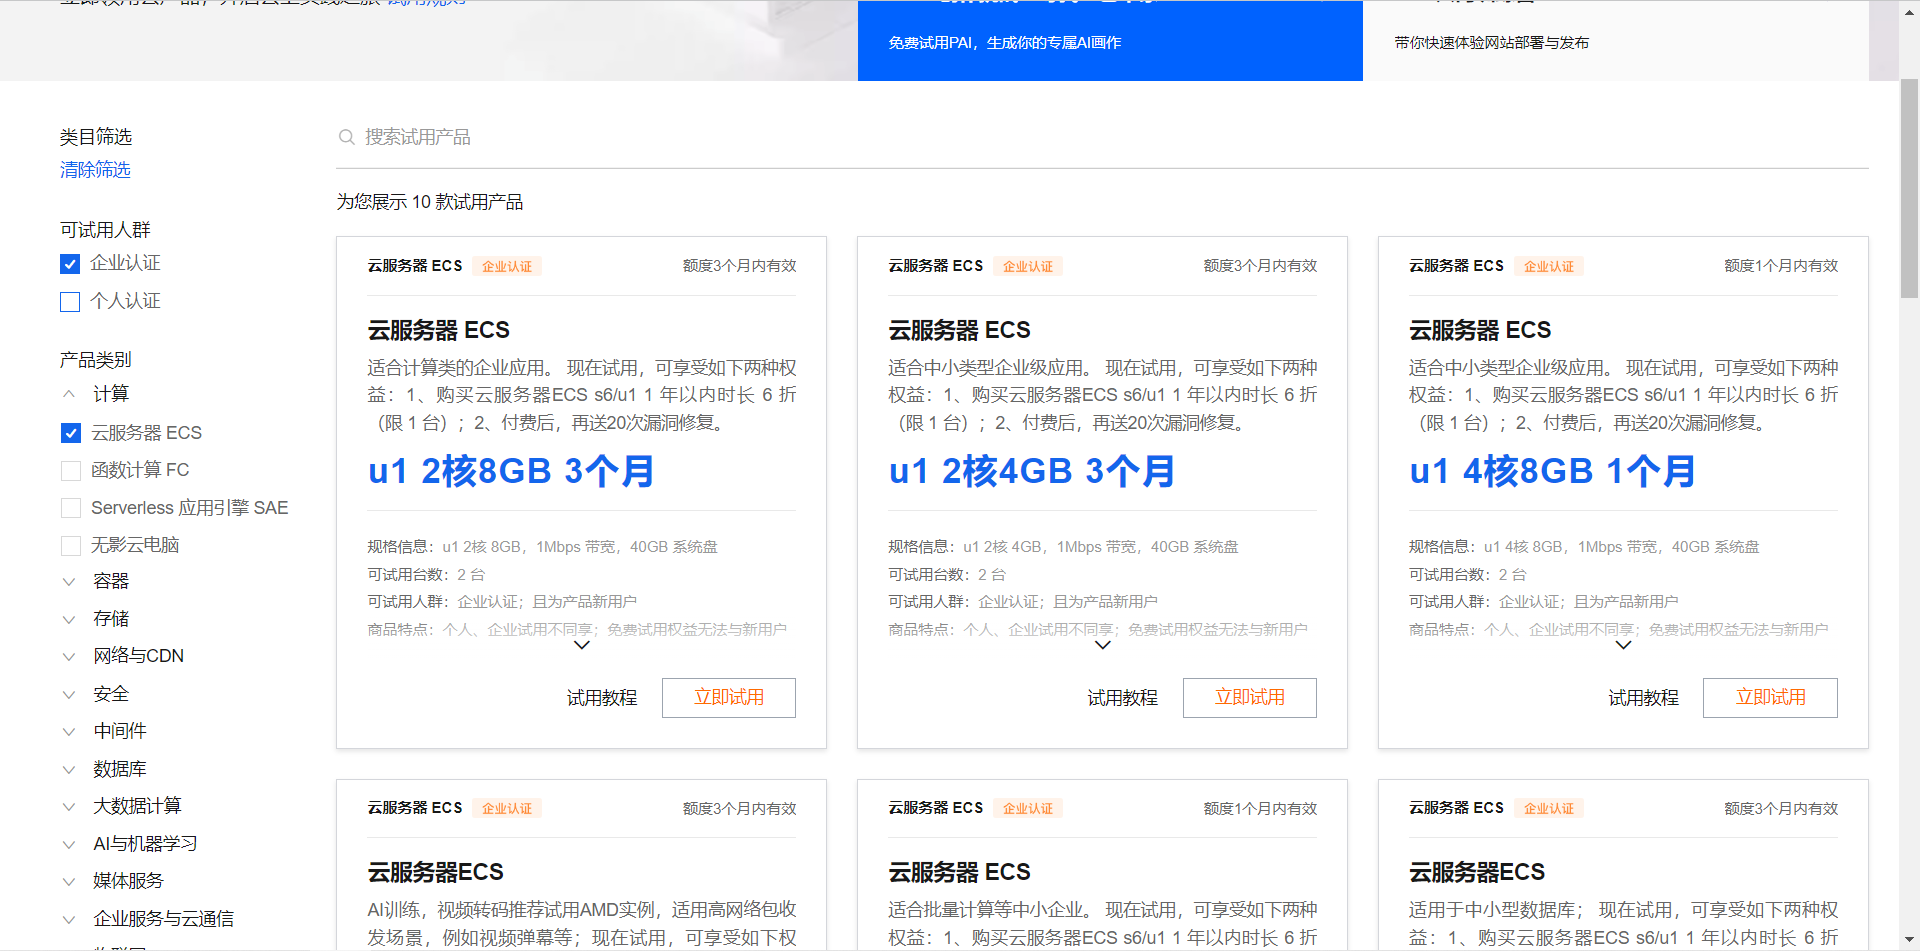 试用规则
免费试用PAI，生成你的专属AI画作
带你快速体验网站部署与发布
类目筛选
清除筛选
可试用人群
企业认证
个人认证
产品类别
计算
云服务器 ECS
函数计算 FC
Serverless 应用引擎 SAE
无影云电脑
容器
存储
网络与CDN
安全
中间件
数据库
大数据计算
AI与机器学习
媒体服务
企业服务与云通信
搜索试用产品
为您展示 10 款试用产品
云服务器 ECS 企业认证 额度3个月内有效
云服务器 ECS
适合计算类的企业应用。 现在试用，可享受如下两种权
益：1、购买云服务器ECS s6/u1 1 年以内时长 6 折
（限 1 台）；2、付费后，再送20次漏洞修复。
u1 2核8GB 3个月
规格信息：u1 2核 8GB，1Mbps 带宽，40GB 系统盘
可试用台数：2 台
可试用人群：企业认证；且为产品新用户
商品特点：个人、企业试用不同享；免费试用权益无法与新用户
试用教程 立即试用
云服务器 ECS 企业认证 额度3个月内有效
云服务器 ECS
适合中小类型企业级应用。 现在试用，可享受如下两种
权益：1、购买云服务器ECS s6/u1 1 年以内时长 6 折
（限 1 台）；2、付费后，再送20次漏洞修复。
u1 2核4GB 3个月
规格信息：u1 2核 4GB，1Mbps 带宽，40GB 系统盘
可试用台数：2 台
可试用人群：企业认证；且为产品新用户
商品特点：个人、企业试用不同享；免费试用权益无法与新用户
试用教程 立即试用
云服务器 ECS 企业认证 额度1个月内有效
云服务器 ECS
适合中小类型企业级应用。 现在试用，可享受如下两种
权益：1、购买云服务器ECS s6/u1 1 年以内时长 6 折
（限 1 台）；2、付费后，再送20次漏洞修复。
u1 4核8GB 1个月
规格信息：u1 4核 8GB，1Mbps 带宽，40GB 系统盘
可试用台数：2 台
可试用人群：企业认证；且为产品新用户
商品特点：个人、企业试用不同享；免费试用权益无法与新用户
试用教程 立即试用
云服务器 ECS 企业认证 额度3个月内有效
云服务器ECS
AI训练，视频转码推荐试用AMD实例，适用高网络包收
发场景，例如视频弹幕等；现在试用，可享受如下权
云服务器 ECS 企业认证 额度1个月内有效
云服务器 ECS
适合批量计算等中小企业。 现在试用，可享受如下两种
权益：1、购买云服务器ECS s6/u1 1 年以内时长 6 折
云服务器 ECS 企业认证 额度3个月内有效
云服务器ECS
适用于中小型数据库； 现在试用，可享受如下两种权
益：1、购买云服务器ECS s6/u1 1 年以内时长 6 折